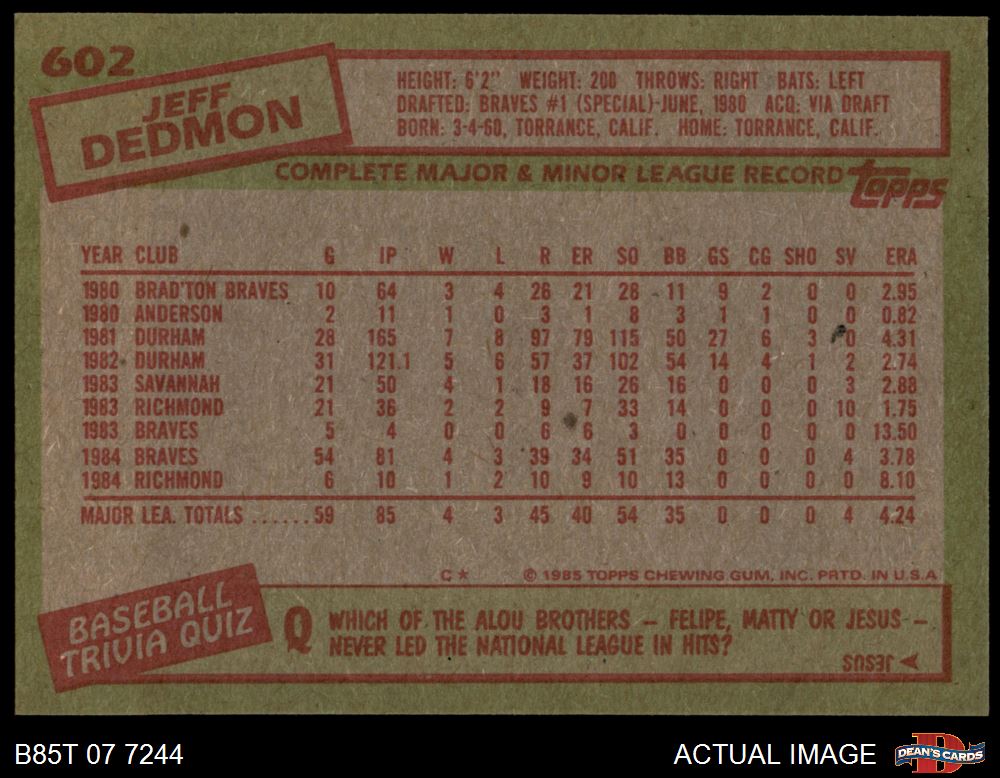 602
JEFF
DEDMON
HEIGHT: 6'2" WEIGHT: 200 THROWS: RIGHT BATS: LEFT
DRAFTED: BRAVES #1 (SPECIAL)-JUNE, 1980 ACQ: VIA DRAFT
BORN: 3-4-60, TORRANCE, CALIF. HOME: TORRANCE, CALIF.
COMPLETE MAJOR & MINOR LEAGUE RECORD topps
YEAR CLUB G IP W L R ER SO BB GS CG SHO SV ERA
1980 BRAD'TON BRAVES 10 64 3 4 26 21 28 11 9 2 0 0 2.95
1980 ANDERSON 2 11 1 0 3 1 8 3 1 1 0 0 0.82
1981 DURHAM 28 165 7 8 97 79 115 50 27 6 3 0 4.31
1982 DURHAM 31 121.1 5 6 57 37 102 54 14 4 1 2 2.74
1983 SAVANNAH 21 50 4 1 18 16 26 16 0 0 0 3 2.88
1983 RICHMOND 21 36 2 2 9 7 33 14 0 0 0 10 1.75
1983 BRAVES 5 4 0 0 6 6 3 0 0 0 0 0 13.50
1984 BRAVES 54 81 4 3 39 34 51 35 0 0 0 4 3.78
1984 RICHMOND 6 10 1 2 10 9 10 13 0 0 0 0 8.10
MAJOR LEA. TOTALS ......59 85 4 3 45 40 54 35 0 0 0 4 4.24
C★ © 1985 TOPPS CHEWING GUM, INC. PRTD. IN U.S.A.
BASEBALL
TRIVIA QUIZ
Q WHICH OF THE ALOU BROTHERS — FELIPE, MATTY OR JESUS —
NEVER LED THE NATIONAL LEAGUE IN HITS?
A JESUS
B85T 07 7244 ACTUAL IMAGE DEAN'S CARDS